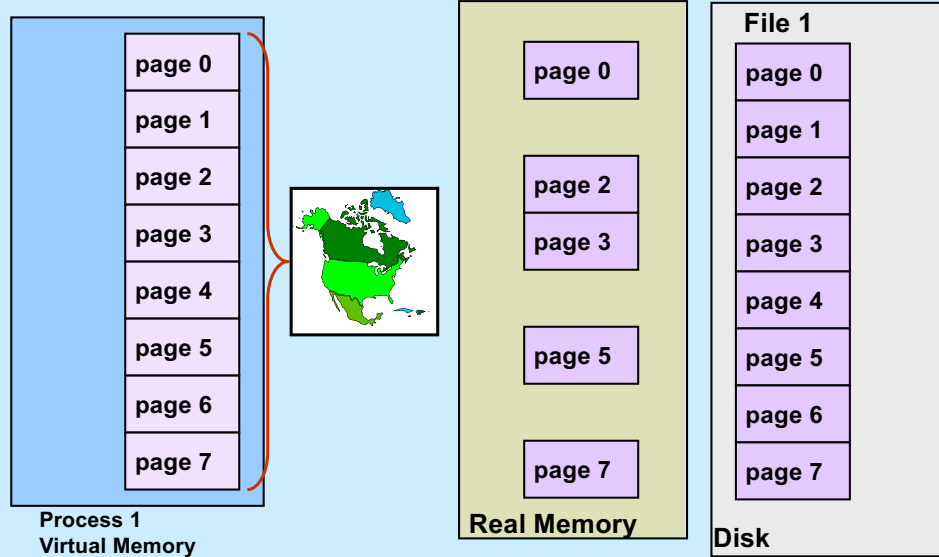 page 0
page 1
page 2
page 3
page 4
page 5
page 6
page 7
Process 1
Virtual Memory
page 0
page 2
page 3
page 5
page 7
Real Memory
File 1
page 0
page 1
page 2
page 3
page 4
page 5
page 6
page 7
Disk